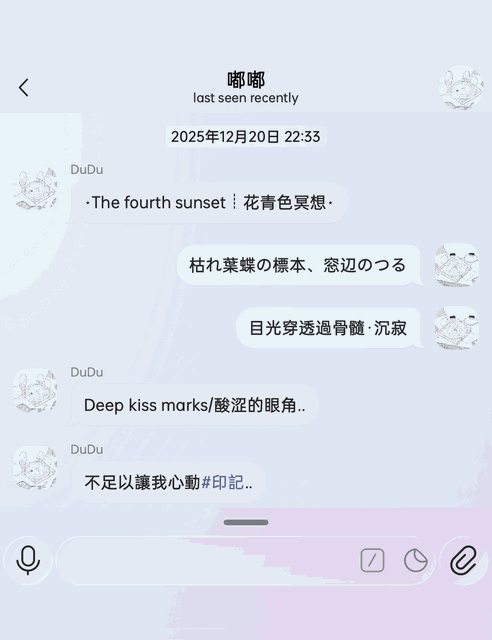 嘟嘟
last seen recently
2025年12月20日 22:33
DuDu
·The fourth sunset ┊ 花青色冥想·
枯れ葉蝶の標本、窓辺のつる
目光穿透過骨髓·沉寂
DuDu
Deep kiss marks/酸涩的眼角..
DuDu
不足以讓我心動#印記..